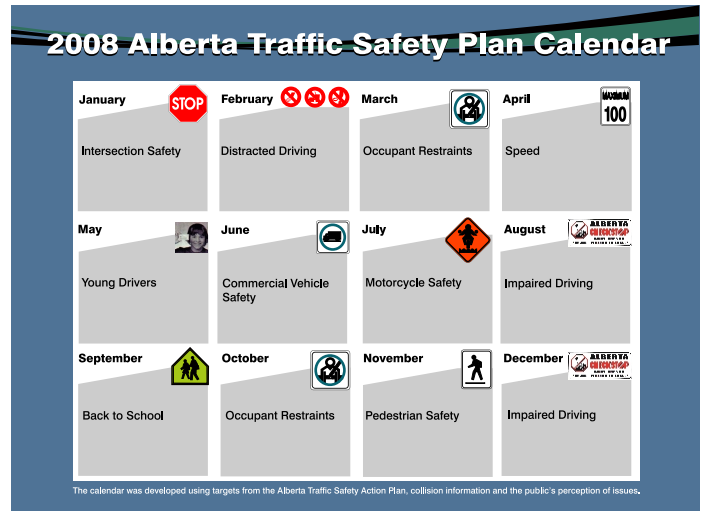 2008 Alberta Traffic Safety Plan Calendar
January
STOP
Intersection Safety
February
Distracted Driving
March
Occupant Restraints
April
MAXIMUM
100
Speed
May
Young Drivers
June
Commercial Vehicle
Safety
July
Motorcycle Safety
August
ALBERTA
CHECKSTOP
Impaired Driving
September
Back to School
October
Occupant Restraints
November
Pedestrian Safety
December
ALBERTA
CHECKSTOP
Impaired Driving
The calendar was developed using targets from the Alberta Traffic Safety Action Plan, collision information and the public's perception of issues.